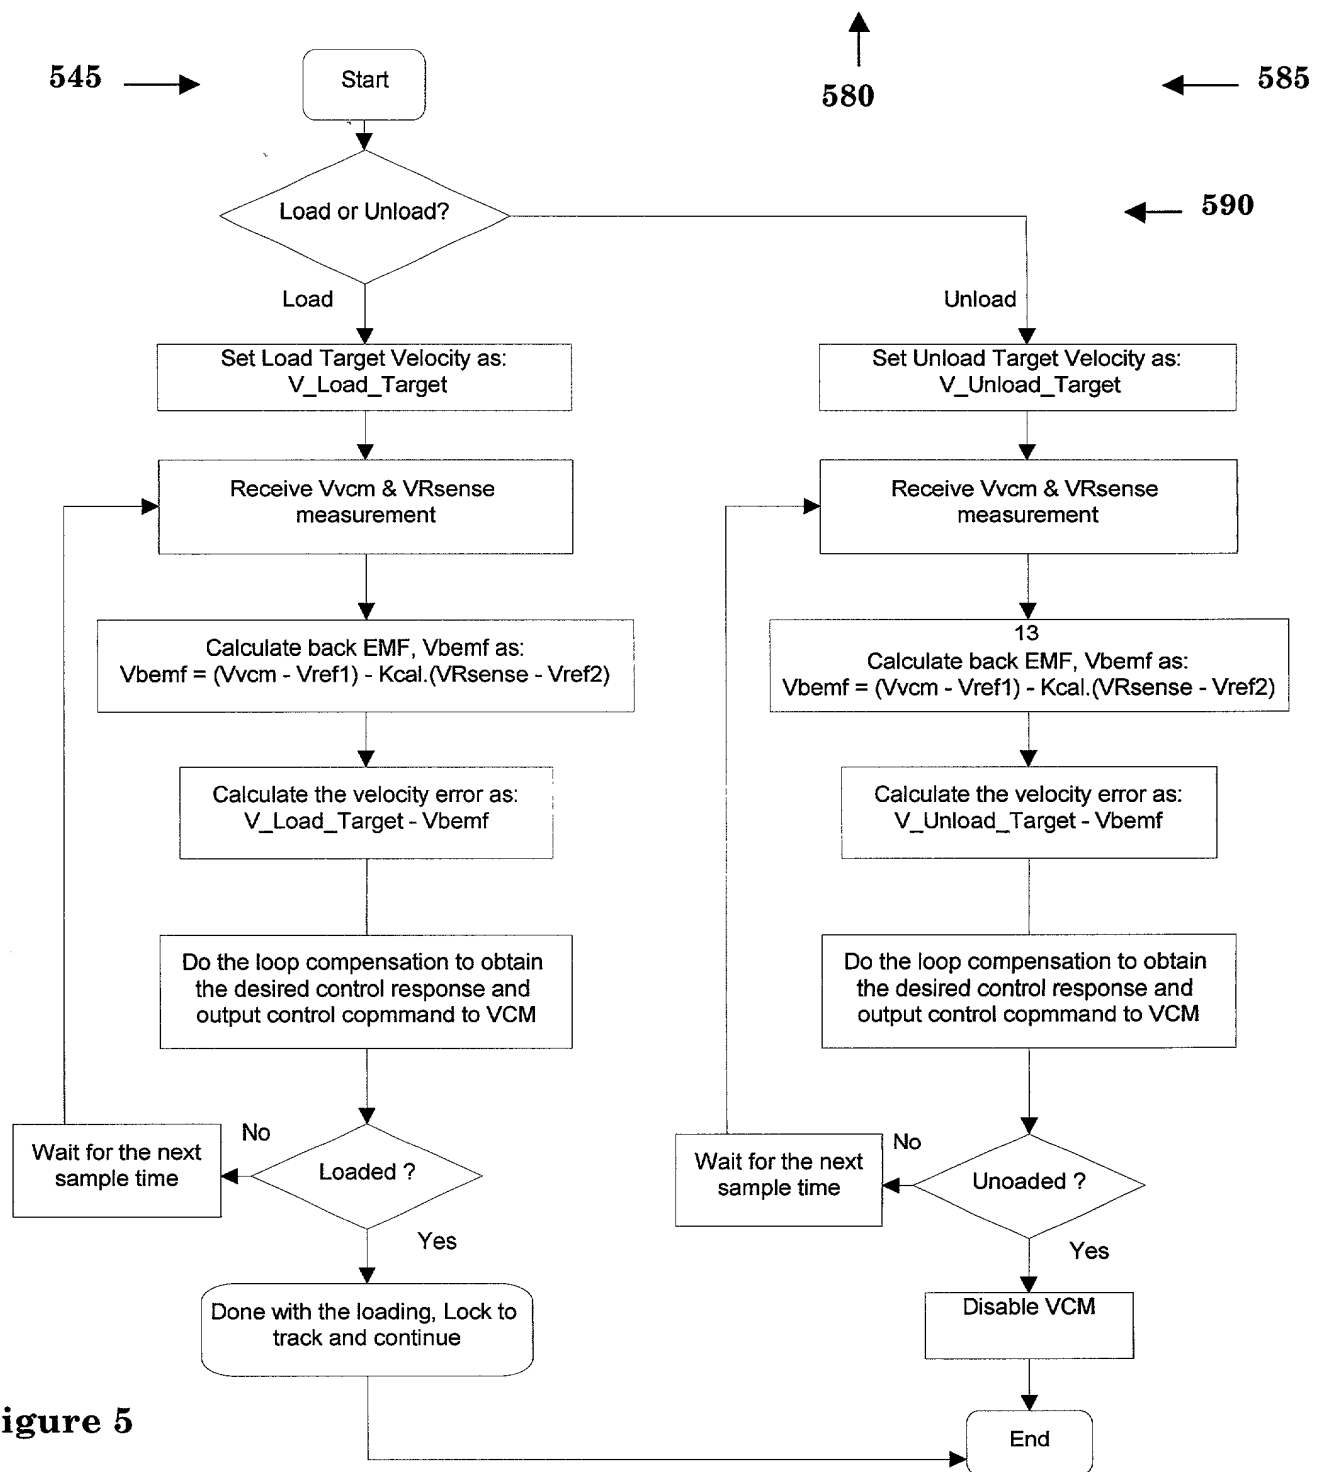 545
Start
580
585
Load or Unload?
590
Load
Unload
Set Load Target Velocity as:
V_Load_Target
Set Unload Target Velocity as:
V_Unload_Target
Receive Vvcm & VRsense
measurement
Receive Vvcm & VRsense
measurement
Calculate back EMF, Vbemf as:
Vbemf = (Vvcm - Vref1) - Kcal.(VRsense - Vref2)
13
Calculate back EMF, Vbemf as:
Vbemf = (Vvcm - Vref1) - Kcal.(VRsense - Vref2)
Calculate the velocity error as:
V_Load_Target - Vbemf
Calculate the velocity error as:
V_Unload_Target - Vbemf
Do the loop compensation to obtain
the desired control response and
output control copmmand to VCM
Do the loop compensation to obtain
the desired control response and
output control copmmand to VCM
Wait for the next
sample time
No
Loaded ?
Yes
Wait for the next
sample time
No
Unoaded ?
Yes
Done with the loading, Lock to
track and continue
Disable VCM
End
igure 5